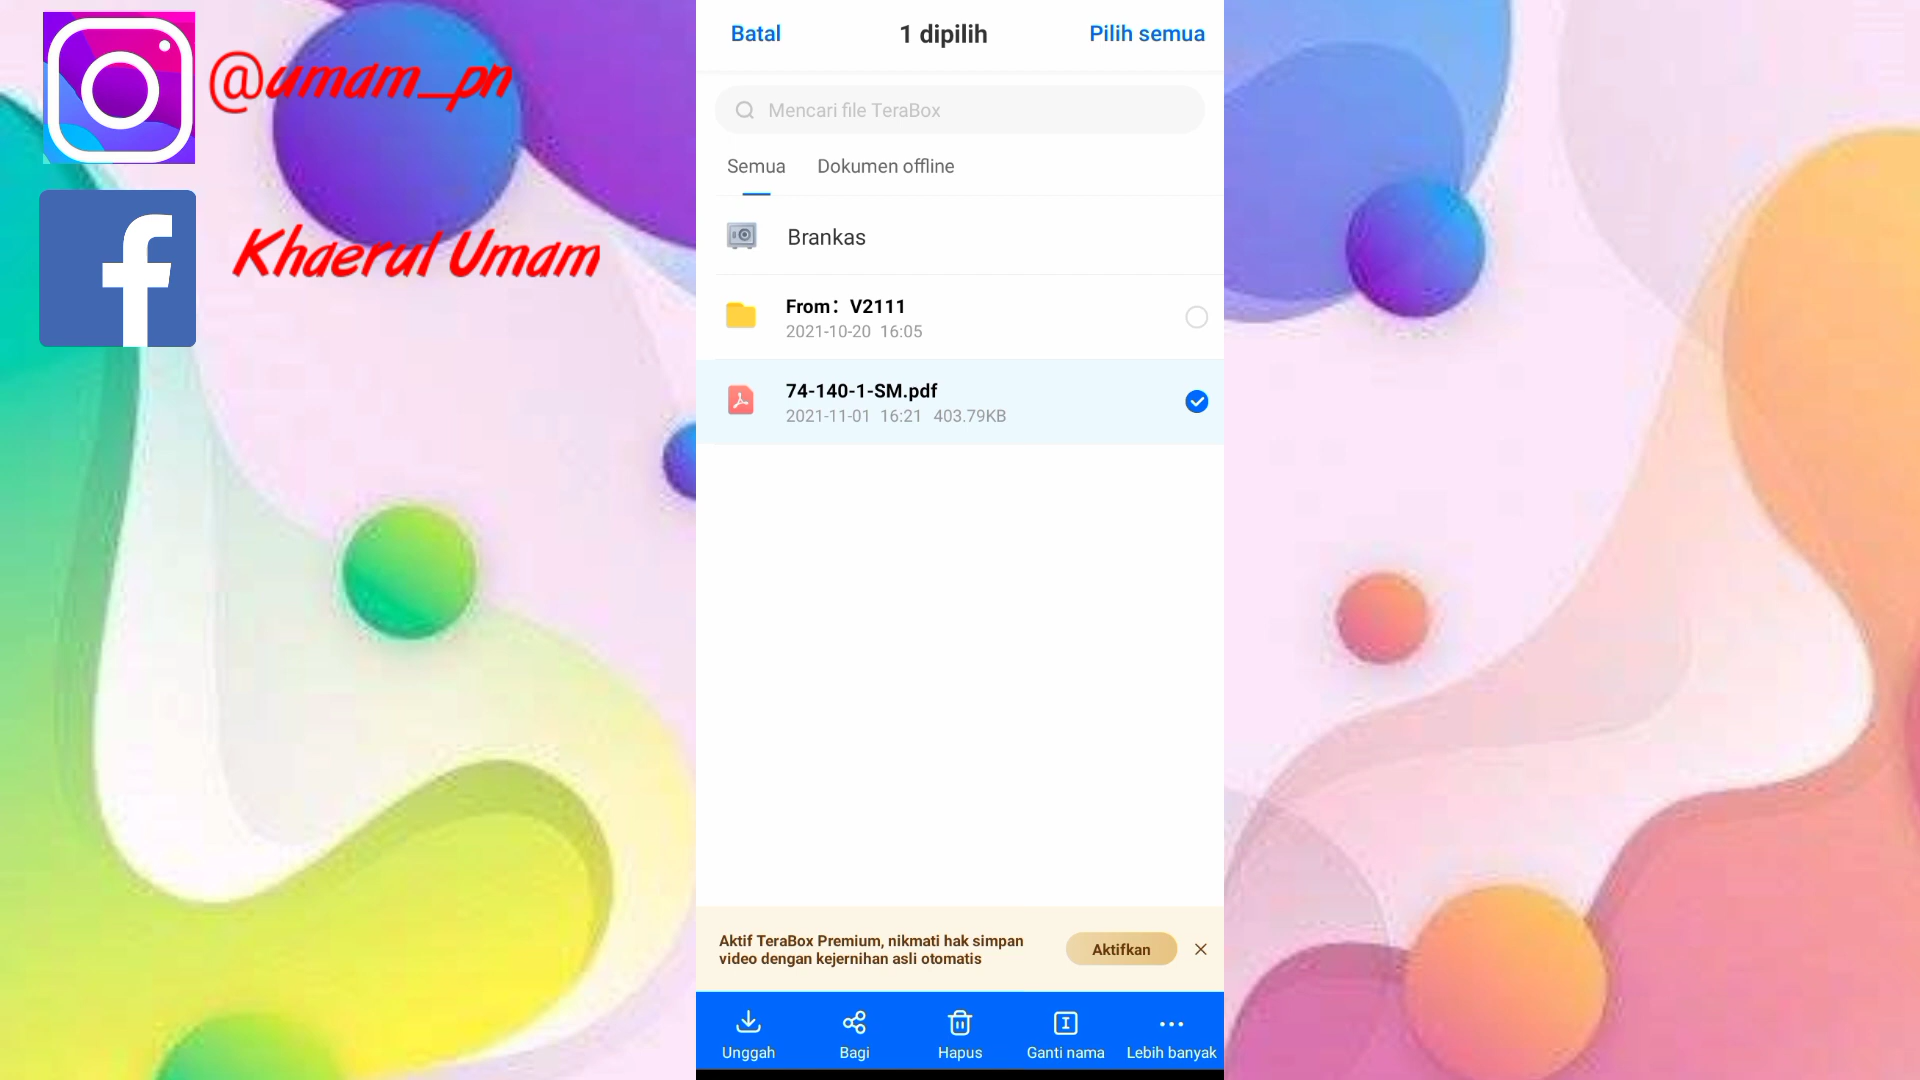 @umam_pn
Khaerul Umam
Batal
1 dipilih
Pilih semua
Mencari file TeraBox
Semua
Dokumen offline
Brankas
From：V2111
2021-10-20 16:05
74-140-1-SM.pdf
2021-11-01 16:21 403.79KB
Aktif TeraBox Premium, nikmati hak simpan
video dengan kejernihan asli otomatis
Aktifkan
Unggah
Bagi
Hapus
Ganti nama
Lebih banyak